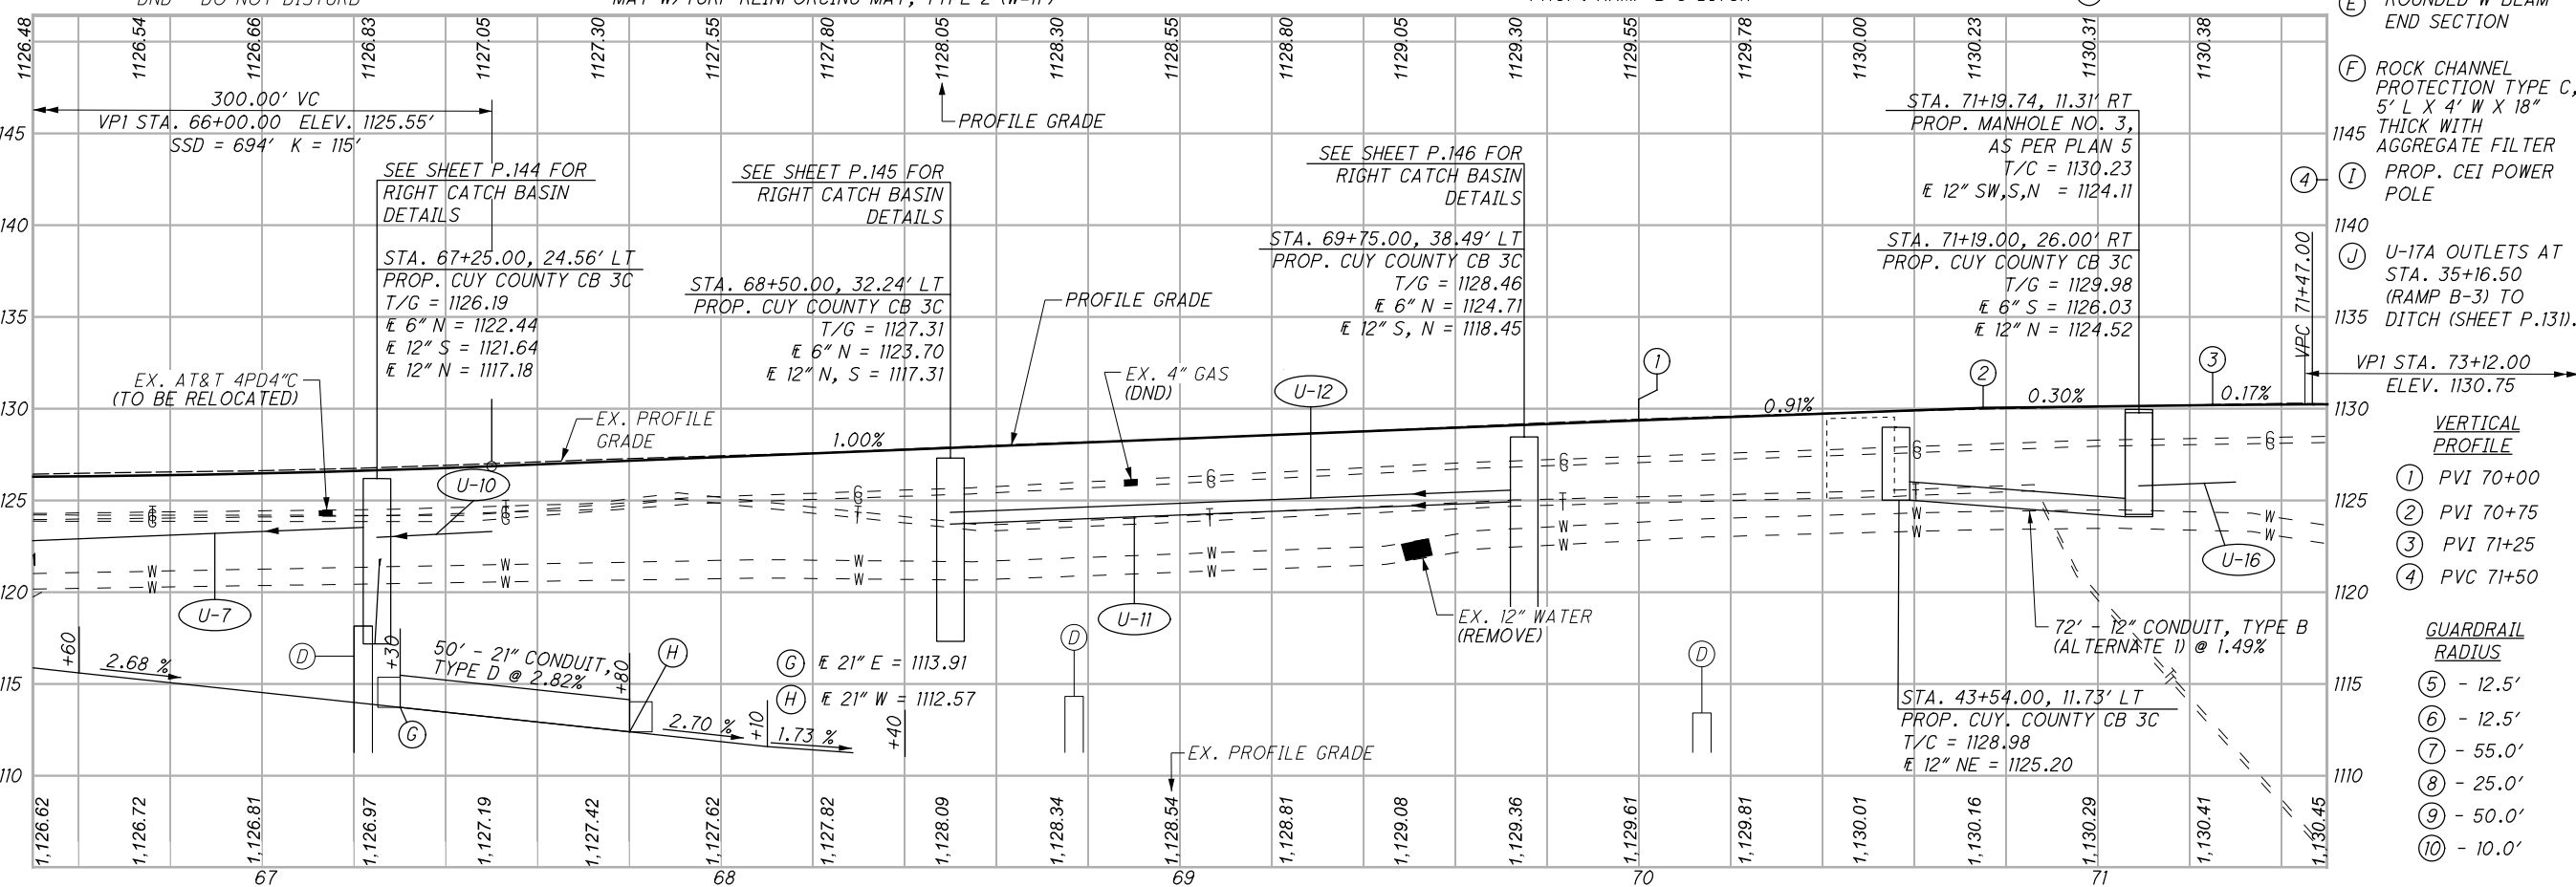 1126.48
1126.54
1126.66
1126.83
1127.05
1127.30
1127.55
1127.80
1128.05
1128.30
1128.55
1128.80
1129.05
1129.30
1129.55
1129.78
1130.00
1130.23
1130.31
1130.38
300.00' VC
VPI STA. 66+00.00 ELEV. 1125.55'
SSD = 694' K = 115'
PROFILE GRADE
SEE SHEET P.144 FOR
RIGHT CATCH BASIN
DETAILS
STA. 67+25.00, 24.56' LT
PROP. CUY COUNTY CB 3C
T/G = 1126.19
℄ 6" N = 1122.44
℄ 12" S = 1121.64
℄ 12" N = 1117.18
SEE SHEET P.145 FOR
RIGHT CATCH BASIN
DETAILS
STA. 68+50.00, 32.24' LT
PROP. CUY COUNTY CB 3C
T/G = 1127.31
℄ 6" N = 1123.70
℄ 12" N, S = 1117.31
SEE SHEET P.146 FOR
RIGHT CATCH BASIN
DETAILS
STA. 69+75.00, 38.49' LT
PROP. CUY COUNTY CB 3C
T/G = 1128.46
℄ 6" N = 1124.71
℄ 12" S, N = 1118.45
STA. 71+19.74, 11.31' RT
PROP. MANHOLE NO. 3,
AS PER PLAN 5
T/C = 1130.23
℄ 12" SW,S,N = 1124.11
STA. 71+19.00, 26.00' RT
PROP. CUY COUNTY CB 3C
T/G = 1129.98
℄ 6" S = 1126.03
℄ 12" N = 1124.52
VPC 71+47.00
VPI STA. 73+12.00
ELEV. 1130.75
EX. AT&T 4PD4"C
(TO BE RELOCATED)
EX. PROFILE
GRADE
1.00%
PROFILE GRADE
EX. 4" GAS
(DND)
U-12
1
0.91%
2
0.30%
3
0.17%
U-10
U-7
U-11
U-16
EX. 12" WATER
(REMOVE)
72' - 12" CONDUIT, TYPE B
(ALTERNATE 1) @ 1.49%
STA. 43+54.00, 11.73' LT
PROP. CUY. COUNTY CB 3C
T/C = 1128.98
℄ 12" NE = 1125.20
+60
2.68 %
D
+30
50' - 21" CONDUIT,
TYPE D @ 2.82%
+80
H
G
2.70 %
+10
1.73 %
+40
G ℄ 21" E = 1113.91
H ℄ 21" W = 1112.57
D
D
EX. PROFILE GRADE
145
140
135
130
125
120
115
110
1145
1140
1135
1130
1125
1120
1115
1110
1,126.62
1,126.72
1,126.81
1,126.97
1,127.19
1,127.42
1,127.62
1,127.82
1,128.09
1,128.34
1,128.54
1,128.81
1,129.08
1,129.36
1,129.61
1,129.81
1,130.01
1,130.16
1,130.29
1,130.41
1,130.45
67
68
69
70
71
E ROUNDED W BEAM
END SECTION
F ROCK CHANNEL
PROTECTION TYPE C,
5' L X 4' W X 18"
THICK WITH
AGGREGATE FILTER
4
I PROP. CEI POWER
POLE
J U-17A OUTLETS AT
STA. 35+16.50
(RAMP B-3) TO
DITCH (SHEET P.131).
VERTICAL
PROFILE
1 PVI 70+00
2 PVI 70+75
3 PVI 71+25
4 PVC 71+50
GUARDRAIL
RADIUS
5 - 12.5'
6 - 12.5'
7 - 55.0'
8 - 25.0'
9 - 50.0'
10 - 10.0'